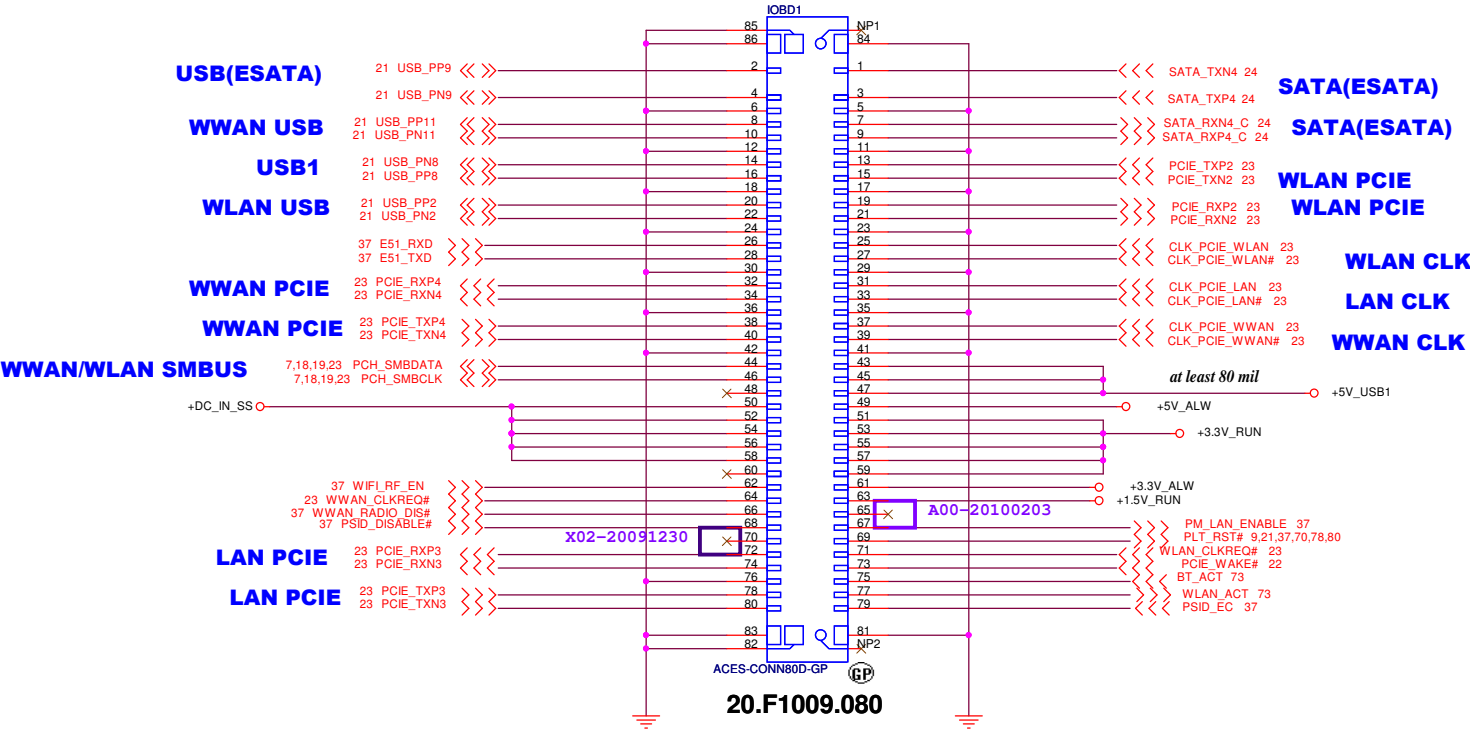 IOBD1
85 NP1
86 84
USB(ESATA) 21 USB_PP9 2 1 SATA_TXN4 24
SATA(ESATA)
21 USB_PN9 4 3 SATA_TXP4 24
6 5
WWAN USB 21 USB_PP11 8 7 SATA_RXN4_C 24 SATA(ESATA)
21 USB_PN11 10 9 SATA_RXP4_C 24
12 11
USB1 21 USB_PN8 14 13 PCIE_TXP2 23
21 USB_PP8 16 15 PCIE_TXN2 23 WLAN PCIE
18 17
WLAN USB 21 USB_PP2 20 19 PCIE_RXP2 23 WLAN PCIE
21 USB_PN2 22 21 PCIE_RXN2 23
24 23
37 E51_RXD 26 25 CLK_PCIE_WLAN 23
37 E51_TXD 28 27 CLK_PCIE_WLAN# 23 WLAN CLK
30 29
WWAN PCIE 23 PCIE_RXP4 32 31 CLK_PCIE_LAN 23
23 PCIE_RXN4 34 33 CLK_PCIE_LAN# 23 LAN CLK
36 35
WWAN PCIE 23 PCIE_TXP4 38 37 CLK_PCIE_WWAN 23
23 PCIE_TXN4 40 39 CLK_PCIE_WWAN# 23 WWAN CLK
42 41
WWAN/WLAN SMBUS 7,18,19,23 PCH_SMBDATA 44 43
7,18,19,23 PCH_SMBCLK 46 45 at least 80 mil
48 47 +5V_USB1
+DC_IN_SS 50 49 +5V_ALW
52 51
54 53 +3.3V_RUN
56 55
58 57
60 59
37 WIFI_RF_EN 62 61 +3.3V_ALW
23 WWAN_CLKREQ# 64 63 +1.5V_RUN
37 WWAN_RADIO_DIS# 66 65 A00-20100203
37 PSID_DISABLE# 68 67 PM_LAN_ENABLE 37
X02-20091230 70 69 PLT_RST# 9,21,37,70,78,80
LAN PCIE 23 PCIE_RXP3 72 71 WLAN_CLKREQ# 23
23 PCIE_RXN3 74 73 PCIE_WAKE# 22
76 75 BT_ACT 73
LAN PCIE 23 PCIE_TXP3 78 77 WLAN_ACT 73
23 PCIE_TXN3 80 79 PSID_EC 37
83 81
82 NP2
ACES-CONN80D-GP GP
20.F1009.080